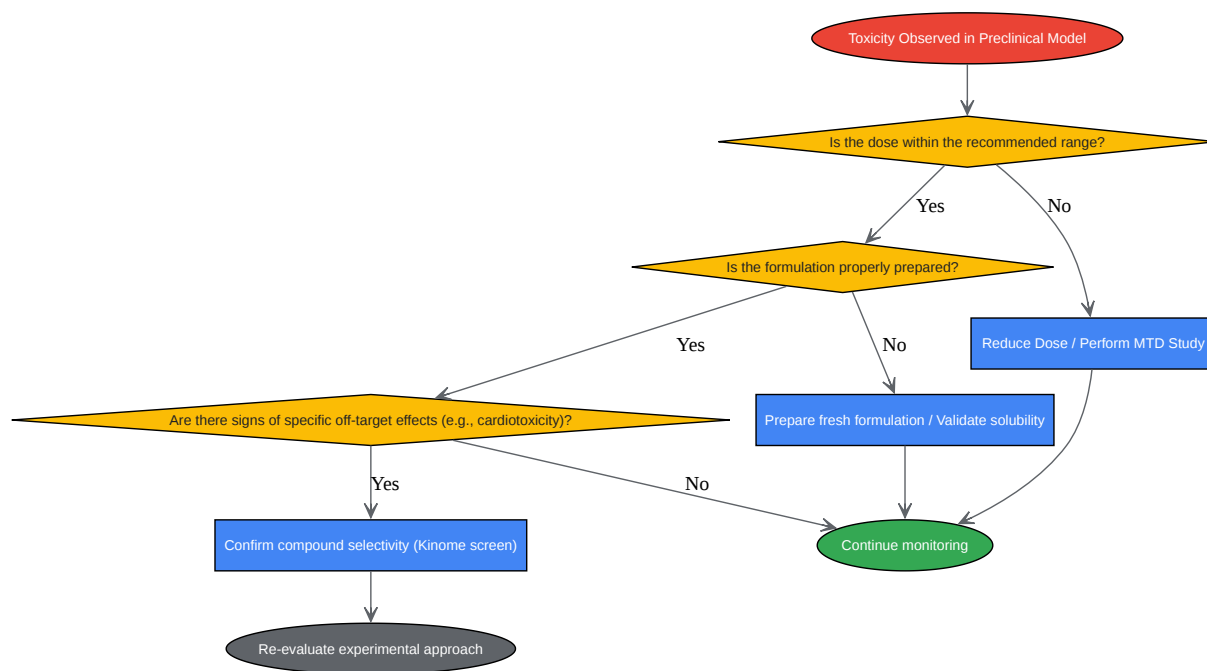 Toxicity Observed in Preclinical Model
Is the dose within the recommended range?
Yes
No
Is the formulation properly prepared?
Yes
No
Reduce Dose / Perform MTD Study
Are there signs of specific off-target effects (e.g., cardiotoxicity)?
Prepare fresh formulation / Validate solubility
Yes
No
Confirm compound selectivity (Kinome screen)
Continue monitoring
Re-evaluate experimental approach